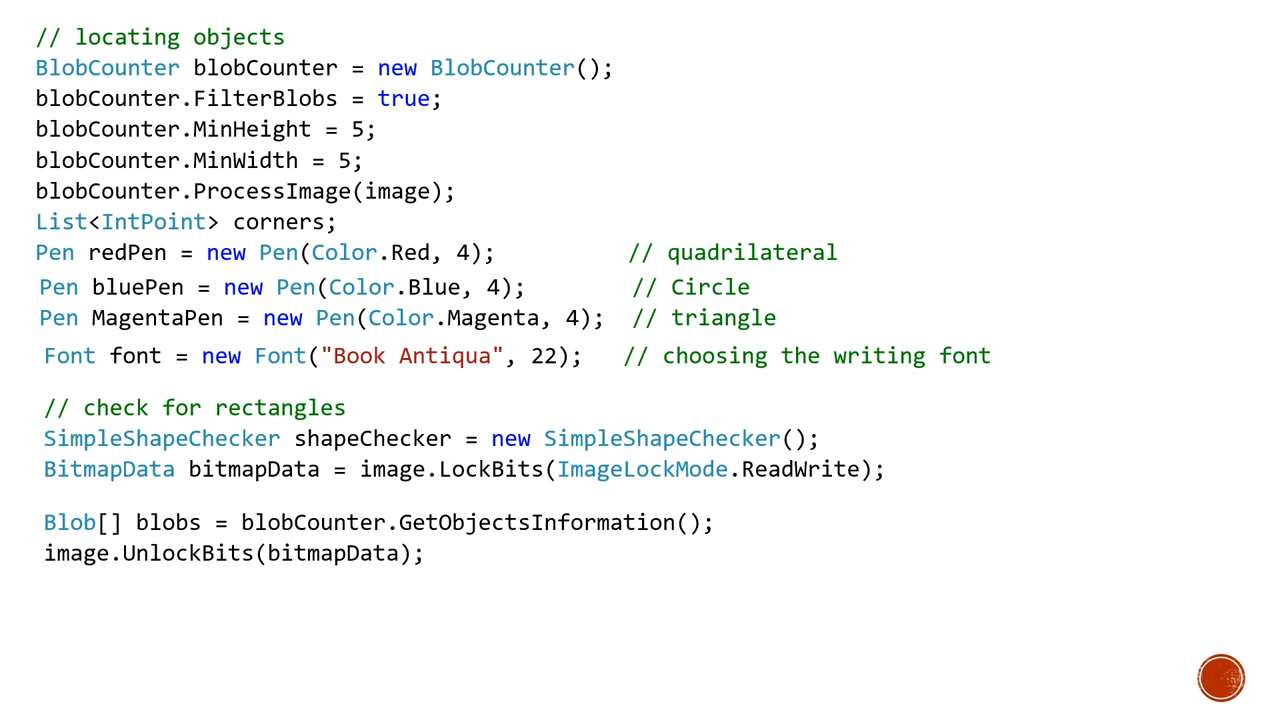 // locating objects
BlobCounter blobCounter = new BlobCounter();
blobCounter.FilterBlobs = true;
blobCounter.MinHeight = 5;
blobCounter.MinWidth = 5;
blobCounter.ProcessImage(image);
List<IntPoint> corners;
Pen redPen = new Pen(Color.Red, 4); // quadrilateral
Pen bluePen = new Pen(Color.Blue, 4); // Circle
Pen MagentaPen = new Pen(Color.Magenta, 4); // triangle
Font font = new Font("Book Antiqua", 22); // choosing the writing font
// check for rectangles
SimpleShapeChecker shapeChecker = new SimpleShapeChecker();
BitmapData bitmapData = image.LockBits(ImageLockMode.ReadWrite);
Blob[] blobs = blobCounter.GetObjectsInformation();
image.UnlockBits(bitmapData);